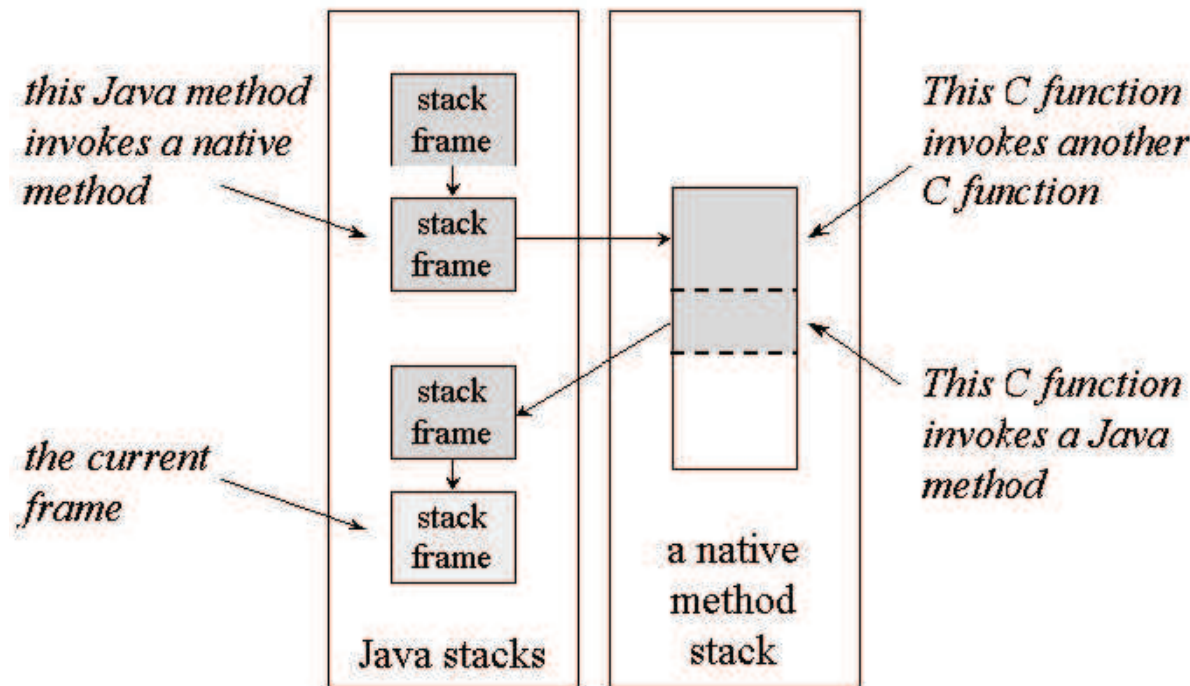 this Java method
invokes a native
method
stack
frame
stack
frame
stack
frame
stack
frame
the current
frame
Java stacks
This C function
invokes another
C function
This C function
invokes a Java
method
a native
method
stack